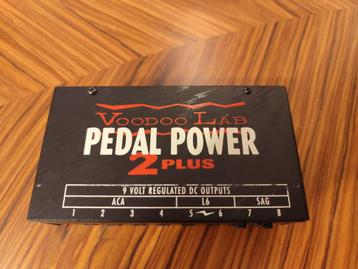 VOODOO LAB
PEDAL POWER
2 PLUS
9 VOLT REGULATED DC OUTPUTS
ACA L6 SAG
1 2 3 4 5 6 7 8